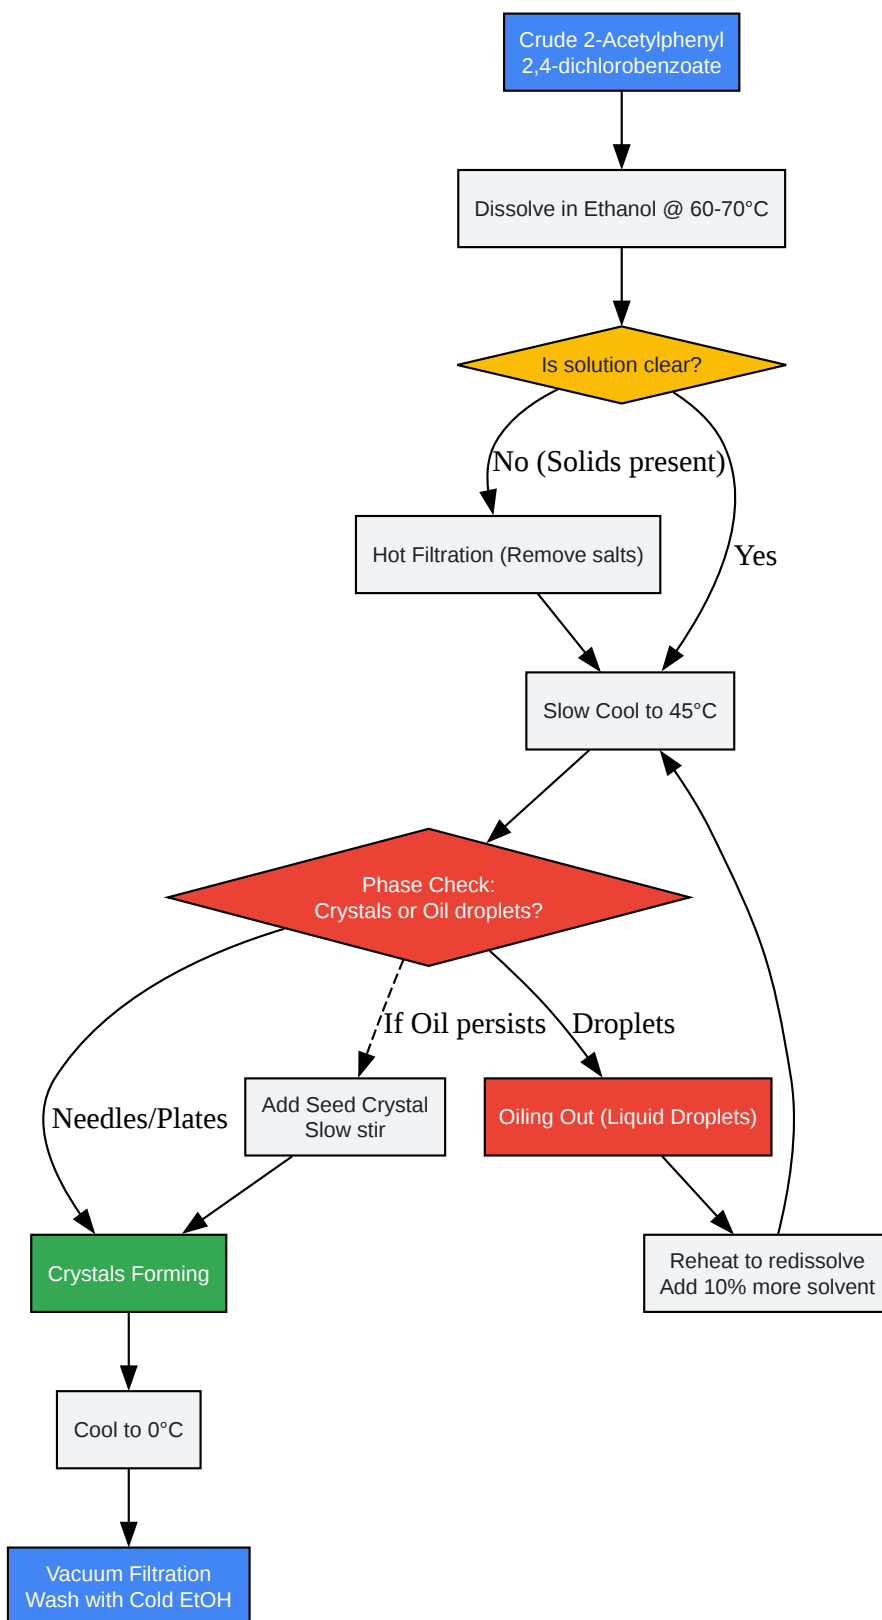 Crude 2-Acetylphenyl
2,4-dichlorobenzoate
Dissolve in Ethanol @ 60-70°C
Is solution clear?
No (Solids present)
Hot Filtration (Remove salts)
Yes
Slow Cool to 45°C
Phase Check:
Crystals or Oil droplets?
If Oil persists
Droplets
Needles/Plates
Add Seed Crystal
Slow stir
Oiling Out (Liquid Droplets)
Crystals Forming
Reheat to redissolve
Add 10% more solvent
Cool to 0°C
Vacuum Filtration
Wash with Cold EtOH